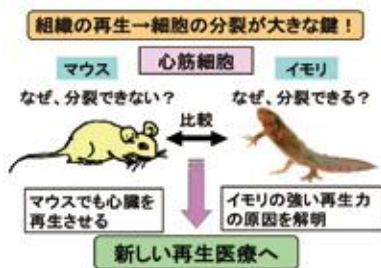 組織の再生→細胞の分裂が大きな鍵！
マウス
心筋細胞
イモリ
なぜ、分裂できない？
なぜ、分裂できる？
比較
マウスでも心臓を
再生させる
イモリの強い再生力
の原因を解明
新しい再生医療へ